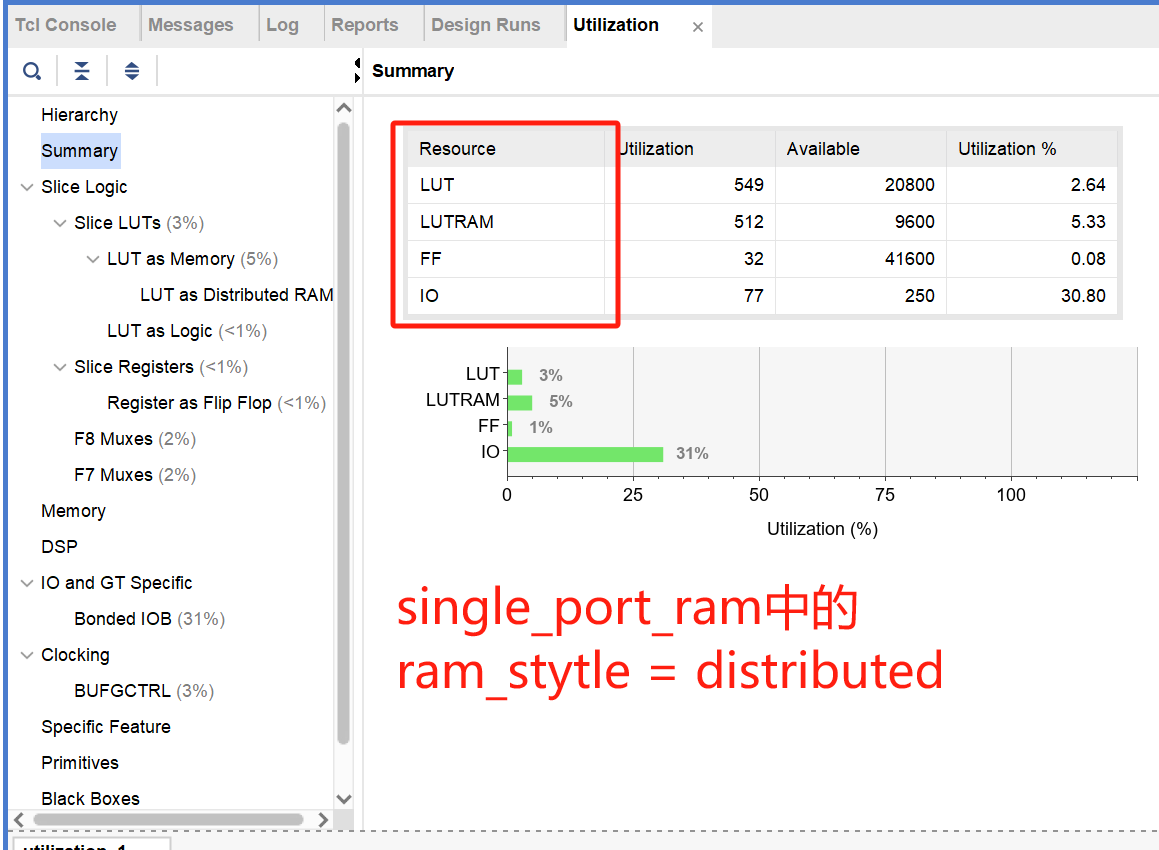 Tcl Console Messages Log Reports Design Runs Utilization ×
Summary
Hierarchy
Summary
Slice Logic
Slice LUTs (3%)
LUT as Memory (5%)
LUT as Distributed RAM
LUT as Logic (<1%)
Slice Registers (<1%)
Register as Flip Flop (<1%)
F8 Muxes (2%)
F7 Muxes (2%)
Memory
DSP
IO and GT Specific
Bonded IOB (31%)
Clocking
BUFGCTRL (3%)
Specific Feature
Primitives
Black Boxes
Resource Utilization Available Utilization %
LUT 549 20800 2.64
LUTRAM 512 9600 5.33
FF 32 41600 0.08
IO 77 250 30.80
LUT 3%
LUTRAM 5%
FF 1%
IO 31%
0 25 50 75 100
Utilization (%)
single_port_ram中的
ram_stytle = distributed
utilization_1